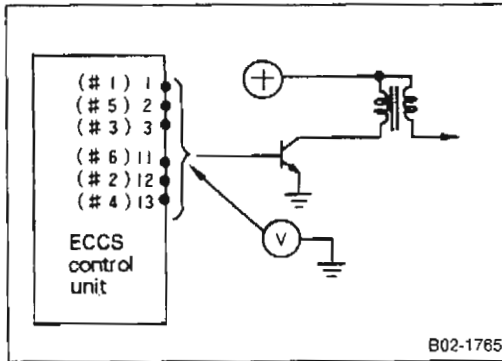 (#1) 1
(#5) 2
(#3) 3
(#6) 11
(#2) 12
(#4) 13
ECCS
control
unit
+
V
B02-1765